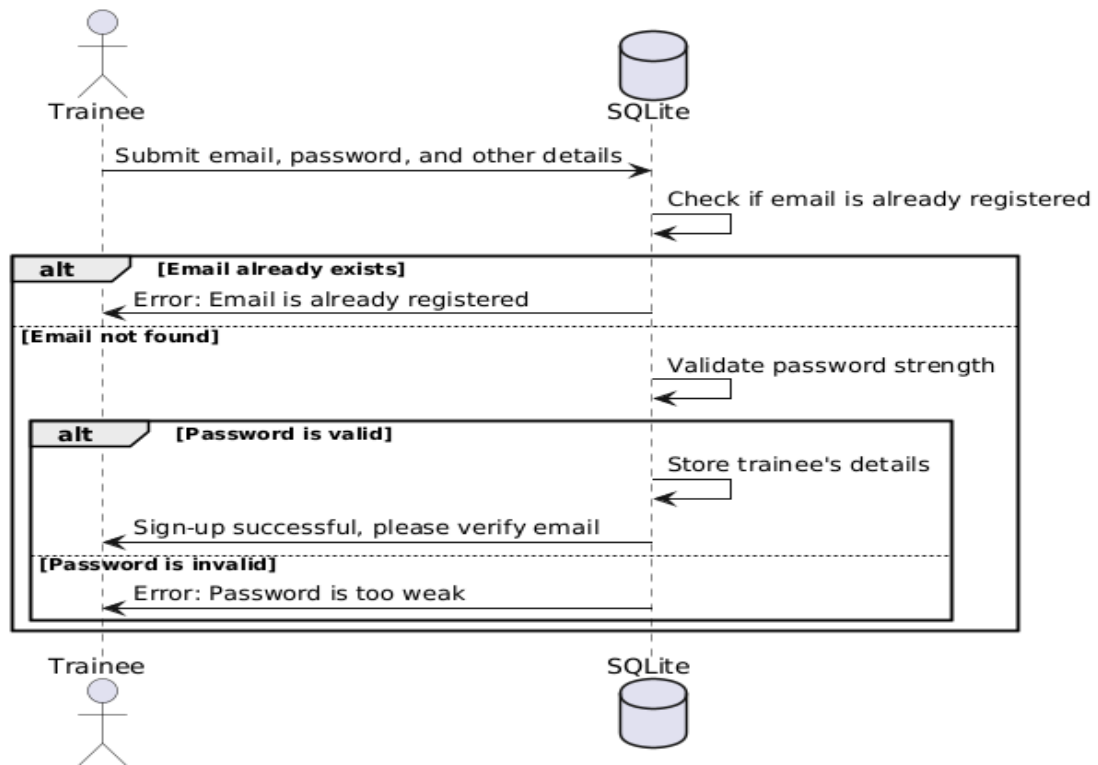 Trainee
SQLite
Submit email, password, and other details
Check if email is already registered
alt [Email already exists]
Error: Email is already registered
[Email not found]
Validate password strength
alt [Password is valid]
Store trainee's details
Sign-up successful, please verify email
[Password is invalid]
Error: Password is too weak
Trainee
SQLite